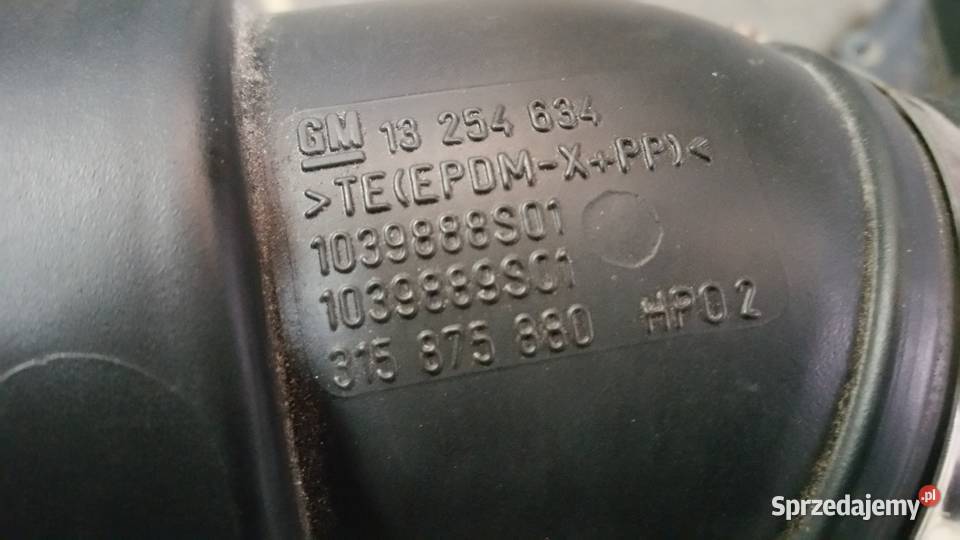 GM 13 254 634
>TE(EPDM-X+PP)<
1039888S01
1039889S01
315 875 880 HP02
Sprzedajemy.pl